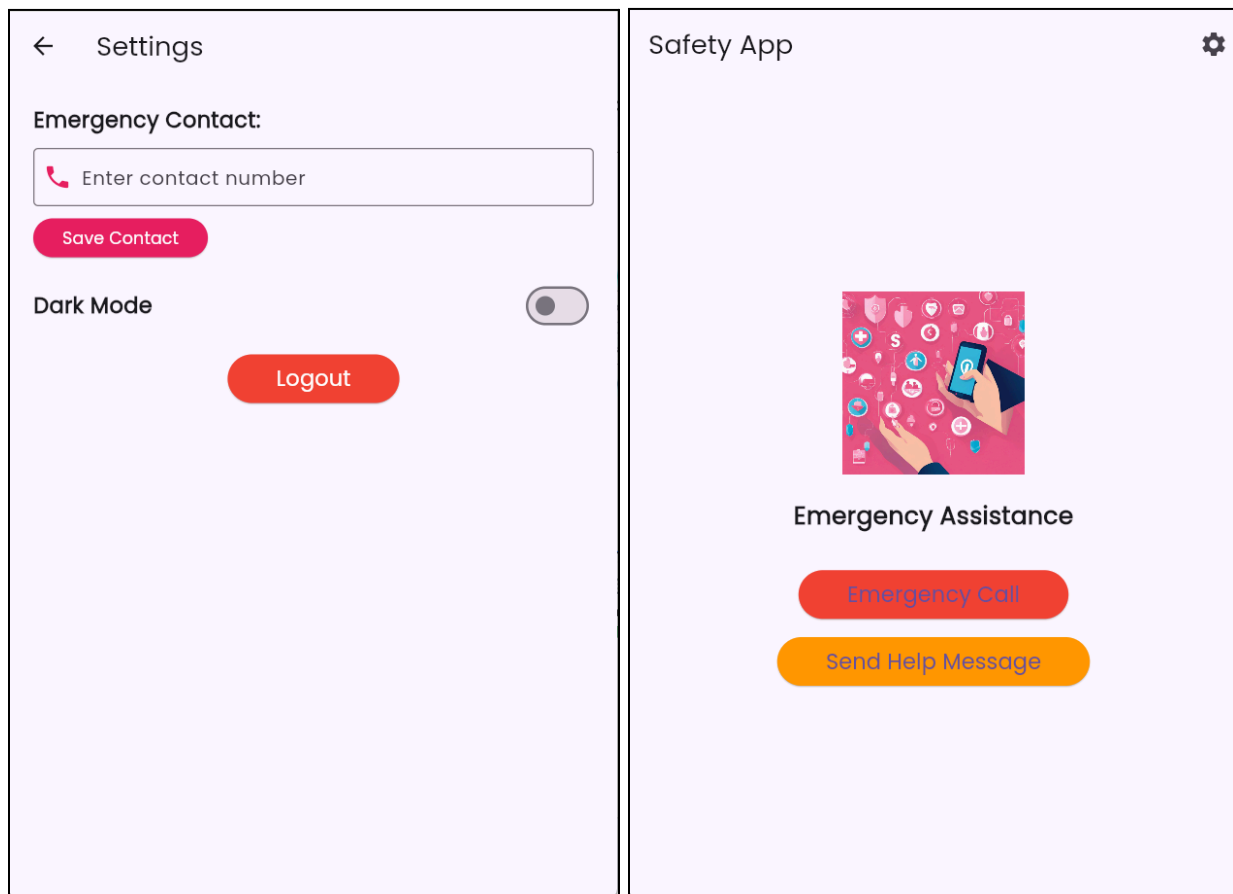 Settings
Emergency Contact:
Enter contact number
Save Contact
Dark Mode
Logout
Safety App
S
Emergency Assistance
Emergency Call
Send Help Message